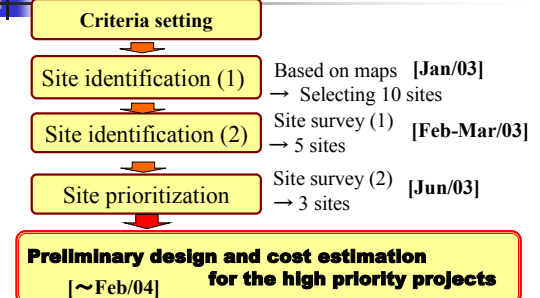 Criteria setting
Site identification (1)
Based on maps [Jan/03]
→ Selecting 10 sites
Site identification (2)
Site survey (1)
→ 5 sites
[Feb-Mar/03]
Site prioritization
Site survey (2)
→ 3 sites
[Jun/03]
Preliminary design and cost estimation
for the high priority projects
[～Feb/04]